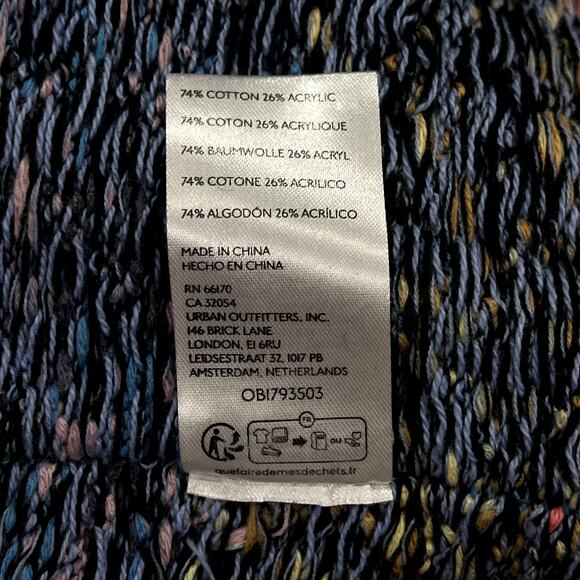 74% COTTON 26% ACRYLIC
74% COTON 26% ACRYLIQUE
74% BAUMWOLLE 26% ACRYL
74% COTONE 26% ACRILICO
74% ALGODÓN 26% ACRÍLICO
MADE IN CHINA
HECHO EN CHINA
RN 66170
CA 32054
URBAN OUTFITTERS, INC.
146 BRICK LANE
LONDON, E1 6RU
LEIDSESTRAAT 32, 1017 PB
AMSTERDAM, NETHERLANDS
OB1793503
FR
ou
quefairedemesdechets.fr